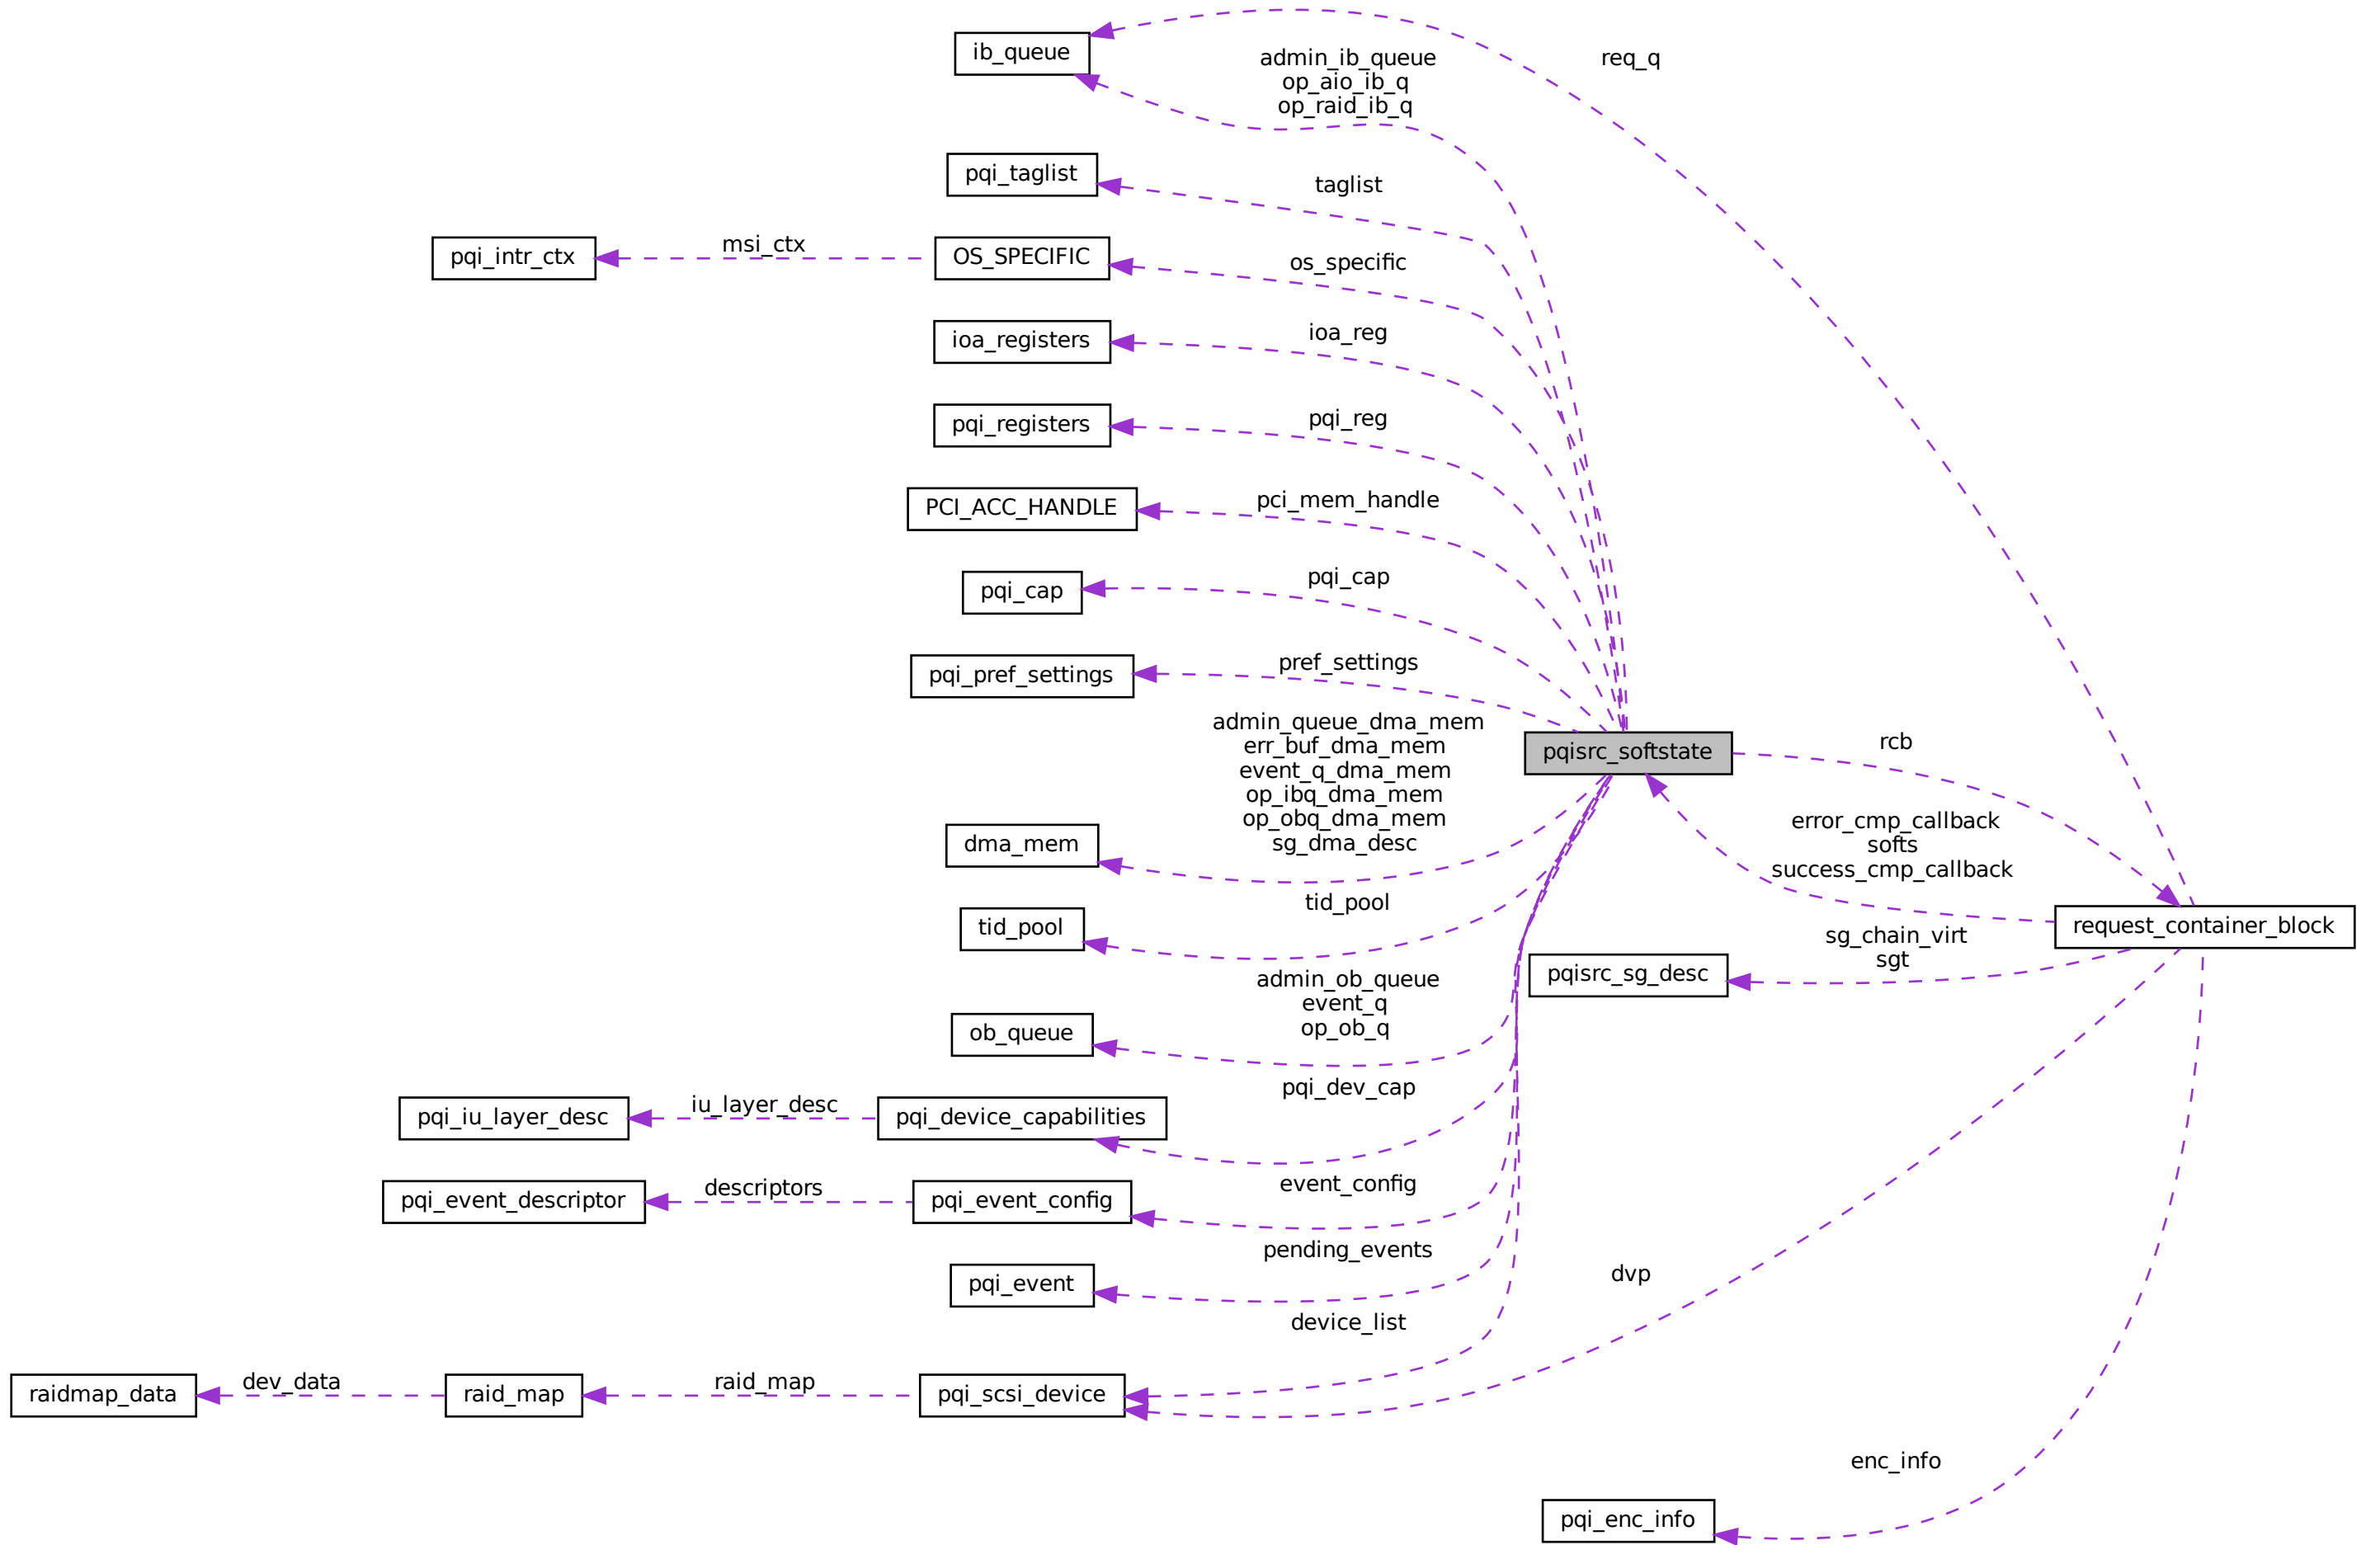 ib_queue
req_q
admin_ib_queue
op_aio_ib_q
op_raid_ib_q
pqi_taglist
taglist
pqi_intr_ctx
msi_ctx
OS_SPECIFIC
os_specific
ioa_registers
ioa_reg
pqi_registers
pqi_reg
PCI_ACC_HANDLE
pci_mem_handle
pqi_cap
pqi_cap
pqi_pref_settings
pref_settings
admin_queue_dma_mem
err_buf_dma_mem
event_q_dma_mem
op_ibq_dma_mem
op_obq_dma_mem
sg_dma_desc
pqisrc_softstate
rcb
dma_mem
error_cmp_callback
softs
success_cmp_callback
tid_pool
tid_pool
request_container_block
sg_chain_virt
sgt
pqisrc_sg_desc
admin_ob_queue
event_q
op_ob_q
ob_queue
pqi_dev_cap
pqi_iu_layer_desc
iu_layer_desc
pqi_device_capabilities
event_config
pqi_event_descriptor
descriptors
pqi_event_config
pending_events
pqi_event
dvp
device_list
raidmap_data
dev_data
raid_map
raid_map
pqi_scsi_device
enc_info
pqi_enc_info